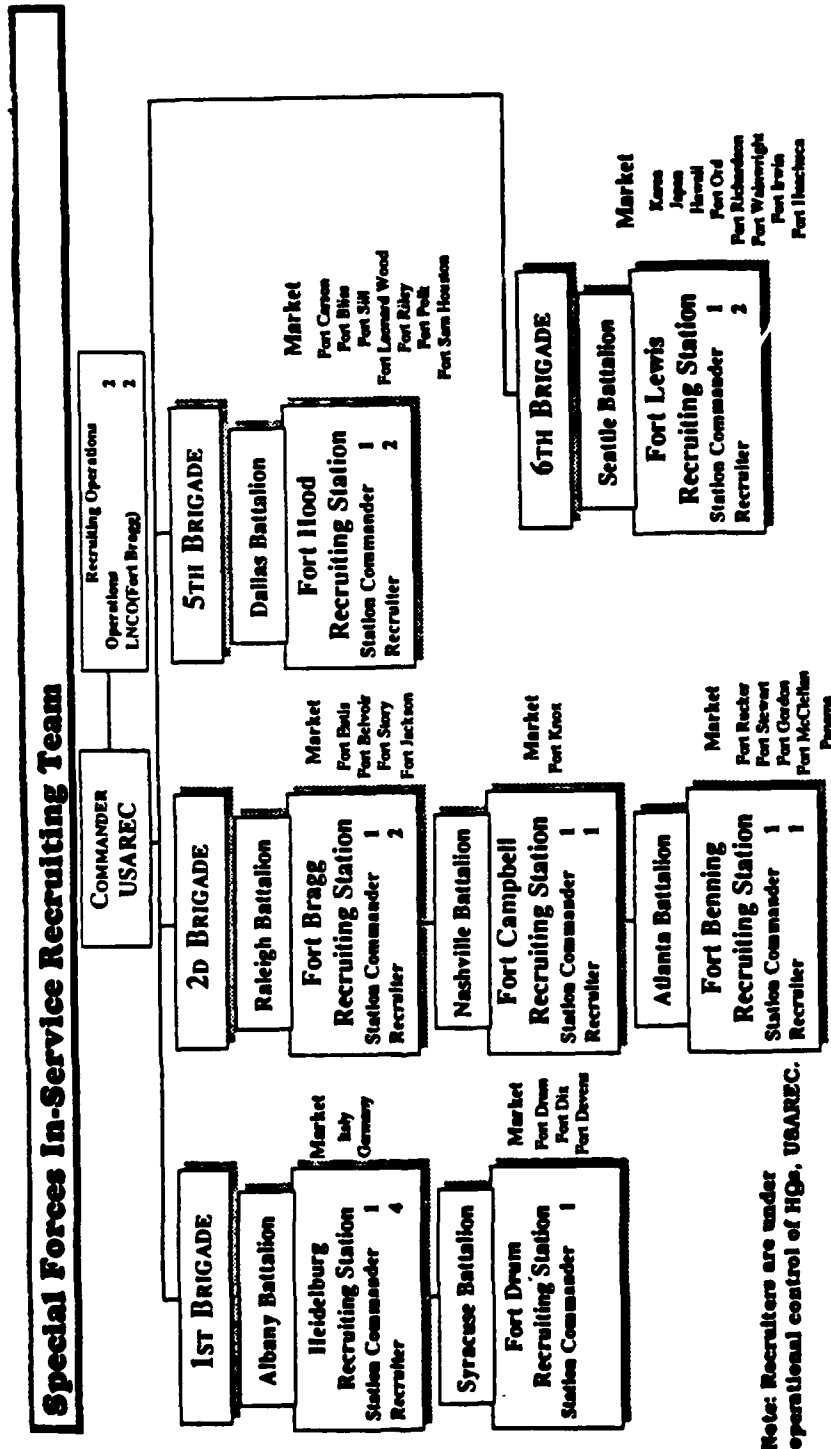 Special Forces In-Service Recruiting Team
COMMANDER
USAREC
Recruiting Operations
Operations 2
LNCO(Fort Bragg) 2
1ST BRIGADE
Albany Battalion
Heidelburg
Recruiting Station
Station Commander 1
Recruiter 4
Market
Italy
Germany
Syracuse Battalion
Fort Drum
Recruiting Station
Station Commander 1
Market
Fort Drum
Fort Dix
Fort Devens
2D BRIGADE
Raleigh Battalion
Fort Bragg
Recruiting Station
Station Commander 1
Recruiter 2
Market
Fort Eustis
Fort Belvoir
Fort Story
Fort Jackson
Nashville Battalion
Fort Campbell
Recruiting Station
Station Commander 1
Recruiter 1
Market
Fort Knox
Atlanta Battalion
Fort Benning
Recruiting Station
Station Commander 1
Recruiter 1
Market
Fort Rucker
Fort Stewart
Fort Gordon
Fort McClellan
Panama
5TH BRIGADE
Dallas Battalion
Fort Hood
Recruiting Station
Station Commander 1
Recruiter 2
Market
Fort Carson
Fort Bliss
Fort Sill
Fort Leonard Wood
Fort Riley
Fort Polk
Fort Sam Houston
6TH BRIGADE
Seattle Battalion
Fort Lewis
Recruiting Station
Station Commander 1
Recruiter 2
Market
Korea
Japan
Hawaii
Fort Ord
Fort Richardson
Fort Wainwright
Fort Irwin
Fort Huachuca
Note: Recruiters are under
operational control of HQs, USAREC.